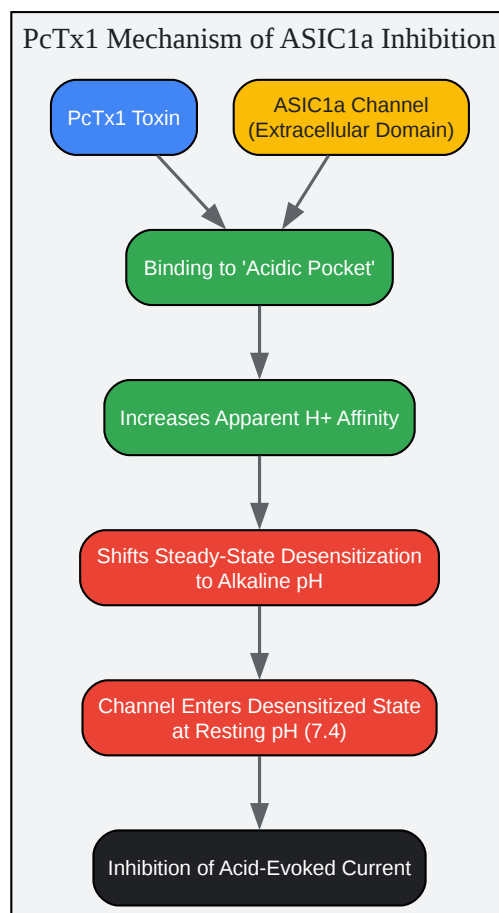 PcTx1 Mechanism of ASIC1a Inhibition
PcTx1 Toxin
ASIC1a Channel
(Extracellular Domain)
Binding to 'Acidic Pocket'
Increases Apparent H+ Affinity
Shifts Steady-State Desensitization
to Alkaline pH
Channel Enters Desensitized State
at Resting pH (7.4)
Inhibition of Acid-Evoked Current